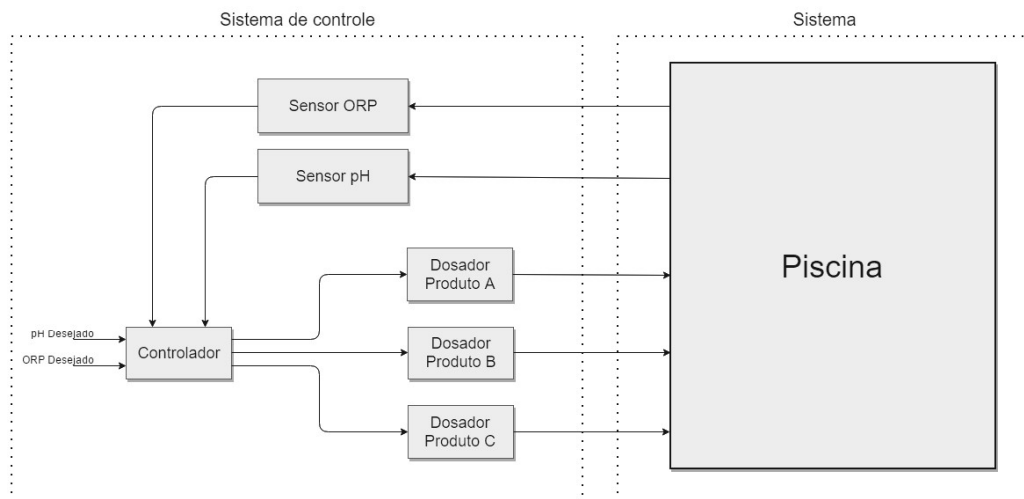 Sistema de controle
Sistema
Sensor ORP
Sensor pH
Dosador
Produto A
Piscina
pH Desejado
ORP Desejado
Controlador
Dosador
Produto B
Dosador
Produto C